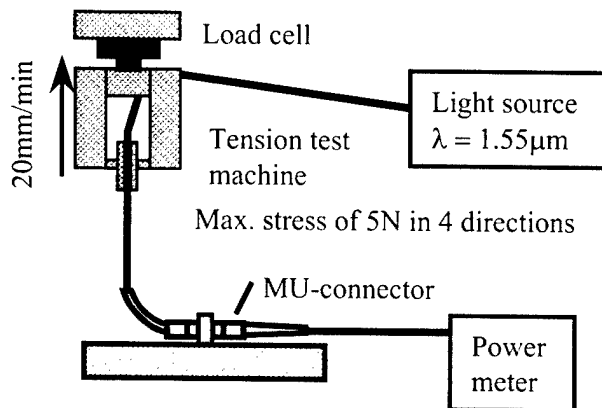 Load cell
20mm/min
Light source
λ = 1.55μm
Tension test
machine
Max. stress of 5N in 4 directions
MU-connector
Power
meter